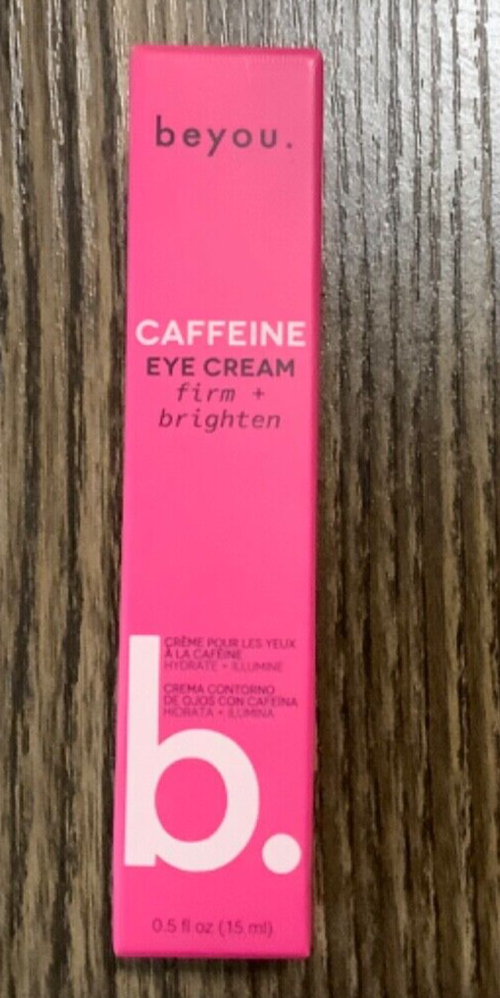 beyou.
CAFFEINE
EYE CREAM
firm +
brighten
CRÈME POUR LES YEUX
À LA CAFÉINE
HYDRATE + ILLUMINE
CREMA CONTORNO
DE OJOS CON CAFEÍNA
HIDRATA + ILUMINA
b.
0.5 fl oz (15 ml)